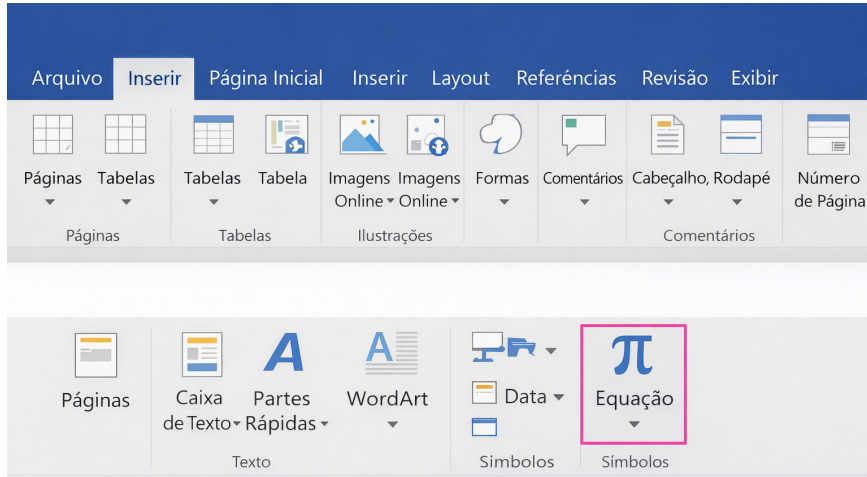 Arquivo Inserir Página Inicial Inserir Layout Referéncias Revisão Exibir
Páginas Tabelas Tabelas Tabela Imagens Imagens Formas Comentários Cabeçalho, Rodapé Número
Online Online de Página
Páginas Tabelas Ilustrações Comentários
π
A A
Data
Páginas Caixa Partes WordArt Equação
de Texto Rápidas
Texto Simbolos Símbolos